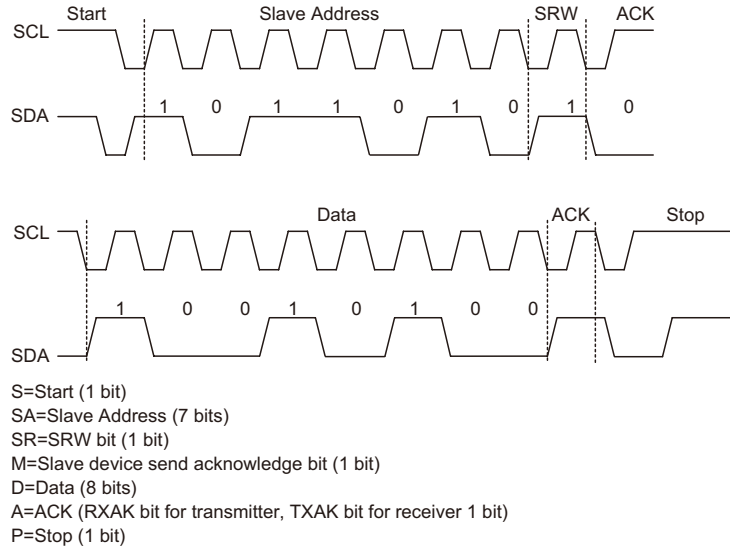 Start Slave Address SRW ACK
SCL
SDA 1 0 1 1 0 1 0 1 0
Data ACK Stop
SCL
1 0 0 1 0 1 0 0
SDA
S=Start (1 bit)
SA=Slave Address (7 bits)
SR=SRW bit (1 bit)
M=Slave device send acknowledge bit (1 bit)
D=Data (8 bits)
A=ACK (RXAK bit for transmitter, TXAK bit for receiver 1 bit)
P=Stop (1 bit)